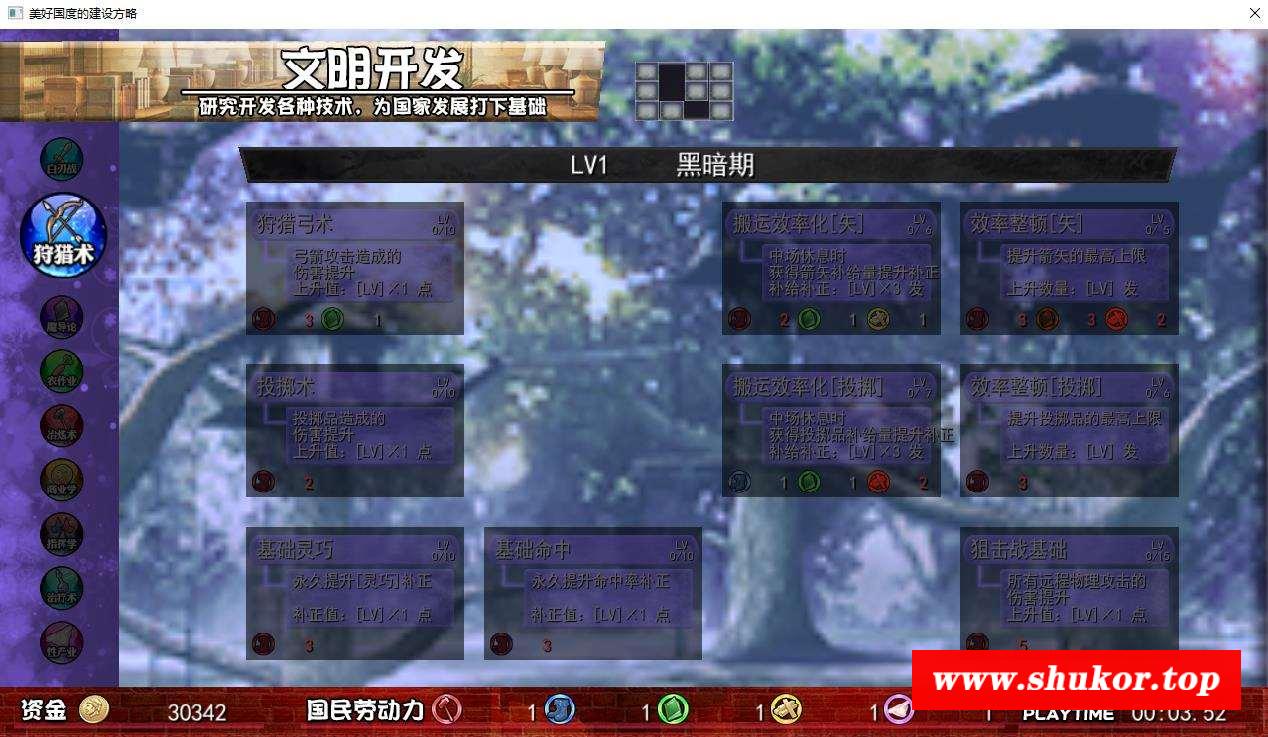 美好国度的建设方略
文明开发
研究开发各种技术，为国家发展打下基础
LV1 黑暗期
白刃战
狩猎术
魔导论
农作业
冶炼术
商业学
指挥学
治疗术
性产业
狩猎弓术 LV 0/10
弓箭攻击造成的
伤害提升
上升值：[LV]×1 点
3 1
搬运效率化[矢] LV 0/6
中场休息时
获得箭矢补给量提升补正
补给补正：[LV]×3 发
2 1 1
效率整顿[矢] LV 0/5
提升箭矢的最高上限
上升数量：[LV] 发
3 3 2
投掷术 LV 0/10
投掷品造成的
伤害提升
上升值：[LV]×1 点
2
搬运效率化[投掷] LV 0/7
中场休息时
获得投掷品补给量提升补正
补给补正：[LV]×3 发
1 1 2
效率整顿[投掷] LV 0/6
提升投掷品的最高上限
上升数量：[LV] 发
3
基础灵巧 LV 0/10
永久提升[灵巧]补正
补正值：[LV]×1 点
3
基础命中 LV 0/10
永久提升命中率补正
补正值：[LV]×1 点
3
狙击战基础 LV 0/15
所有远程物理攻击的
伤害提升
上升值：[LV]×1 点
5
www.shukor.top
资金 30342 国民劳动力 1 1 1 1 1 PLAYTIME 00:03.52